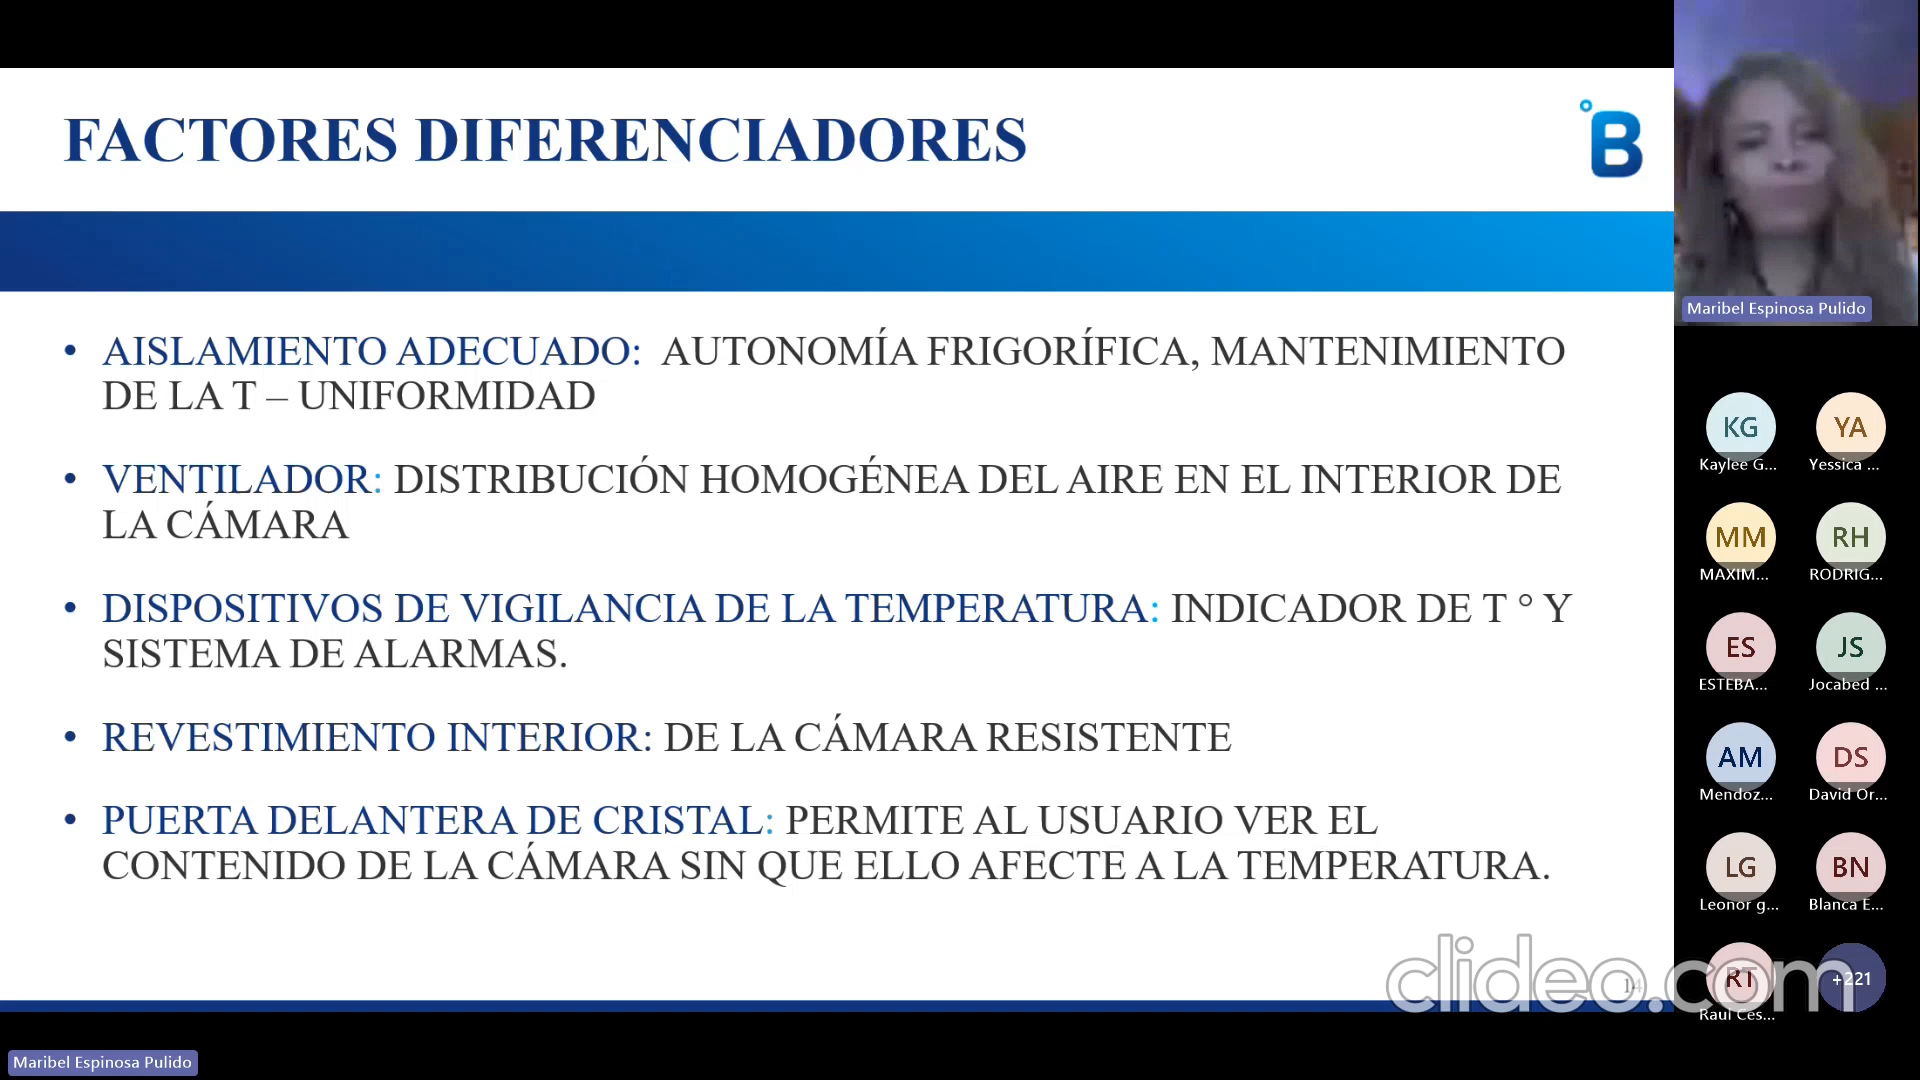 FACTORES DIFERENCIADORES
B
• AISLAMIENTO ADECUADO: AUTONOMÍA FRIGORÍFICA, MANTENIMIENTO
DE LA T – UNIFORMIDAD
• VENTILADOR: DISTRIBUCIÓN HOMOGÉNEA DEL AIRE EN EL INTERIOR DE
LA CÁMARA
• DISPOSITIVOS DE VIGILANCIA DE LA TEMPERATURA: INDICADOR DE T ° Y
SISTEMA DE ALARMAS.
• REVESTIMIENTO INTERIOR: DE LA CÁMARA RESISTENTE
• PUERTA DELANTERA DE CRISTAL: PERMITE AL USUARIO VER EL
CONTENIDO DE LA CÁMARA SIN QUE ELLO AFECTE A LA TEMPERATURA.
14
clideo.com
Maribel Espinosa Pulido
Maribel Espinosa Pulido
KG YA
Kaylee G... Yessica ...
MM RH
MAXIM... RODRIG...
ES JS
ESTEBA... Jocabed ...
AM DS
Mendoz... David Or...
LG BN
Leonor g... Blanca E...
RT +221
Raul Ces...